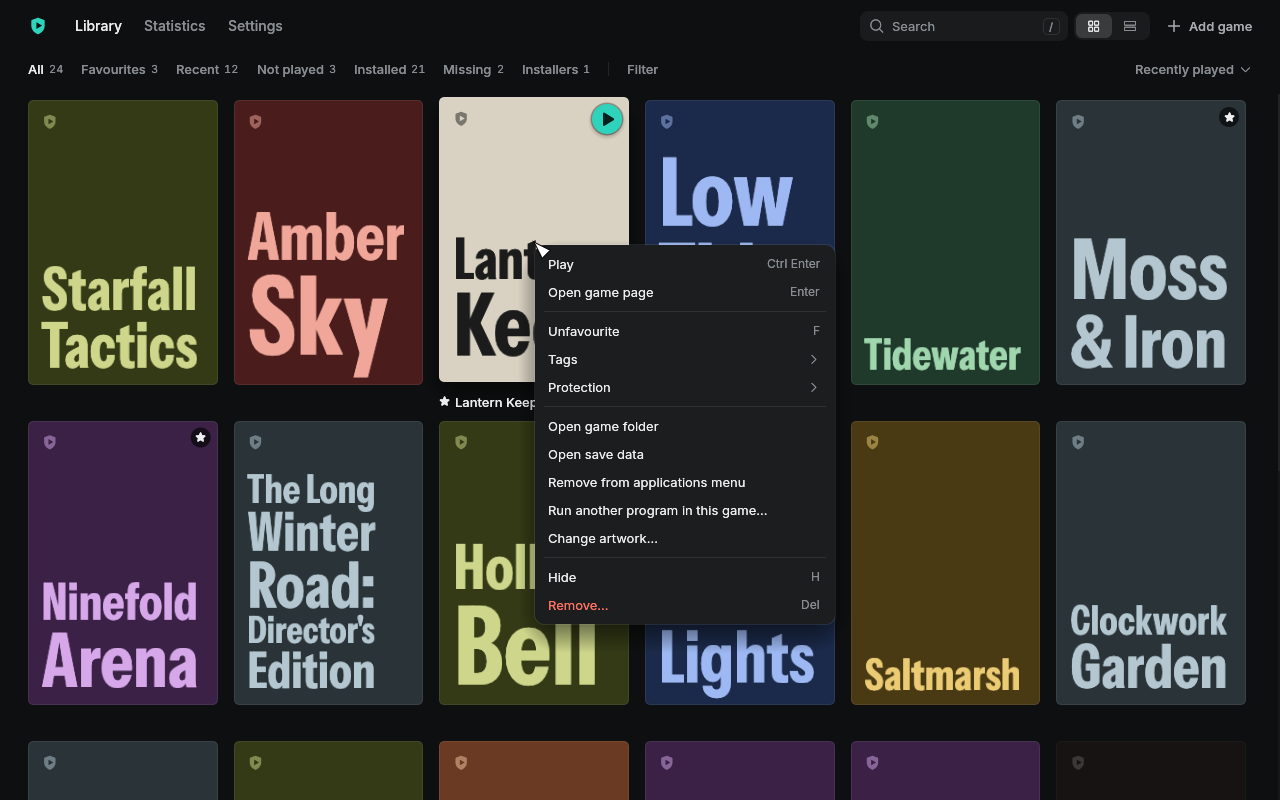 Library Statistics Settings Search / Add game
All 24 Favourites 3 Recent 12 Not played 3 Installed 21 Missing 2 Installers 1 Filter Recently played
Starfall
Tactics
Amber
Sky
Low
Tidewater
Moss
& Iron
Lantern Keep
Play Ctrl Enter
Open game page Enter
Unfavourite F
Tags
Protection
Open game folder
Open save data
Remove from applications menu
Run another program in this game...
Change artwork...
Hide H
Remove... Del
Ninefold
Arena
The Long
Winter
Road:
Director's
Edition
Bell
Lights
Saltmarsh
Clockwork
Garden